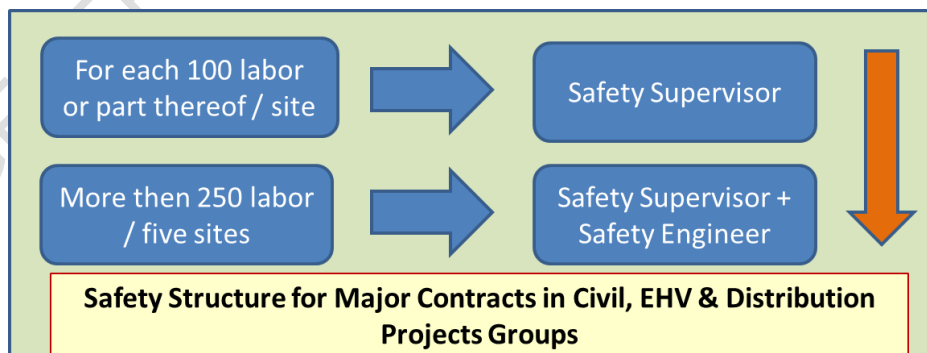 For each 100 labor
or part thereof / site
Safety Supervisor
More then 250 labor
/ five sites
Safety Supervisor +
Safety Engineer
Safety Structure for Major Contracts in Civil, EHV & Distribution
Projects Groups